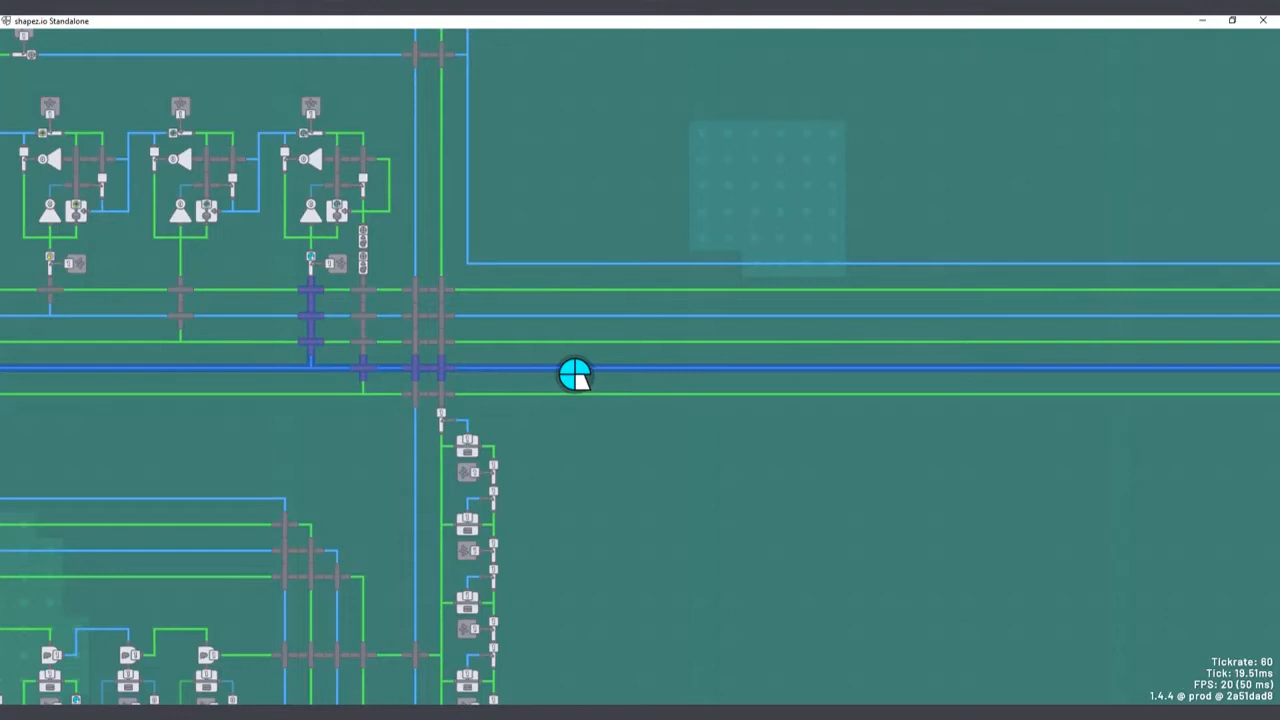 shapez.io Standalone
Tickrate: 60
Tick: 19.51ms
FPS: 20 (50 ms)
1.4.4 @ prod @ 2a51dad8